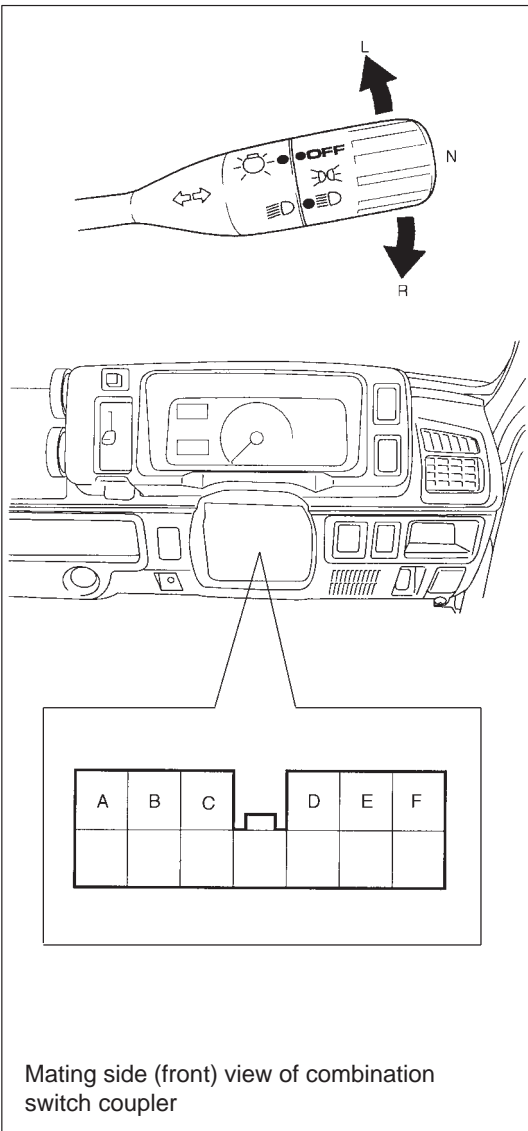 L
OFF
N
R
A B C D E F
Mating side (front) view of combination
switch coupler